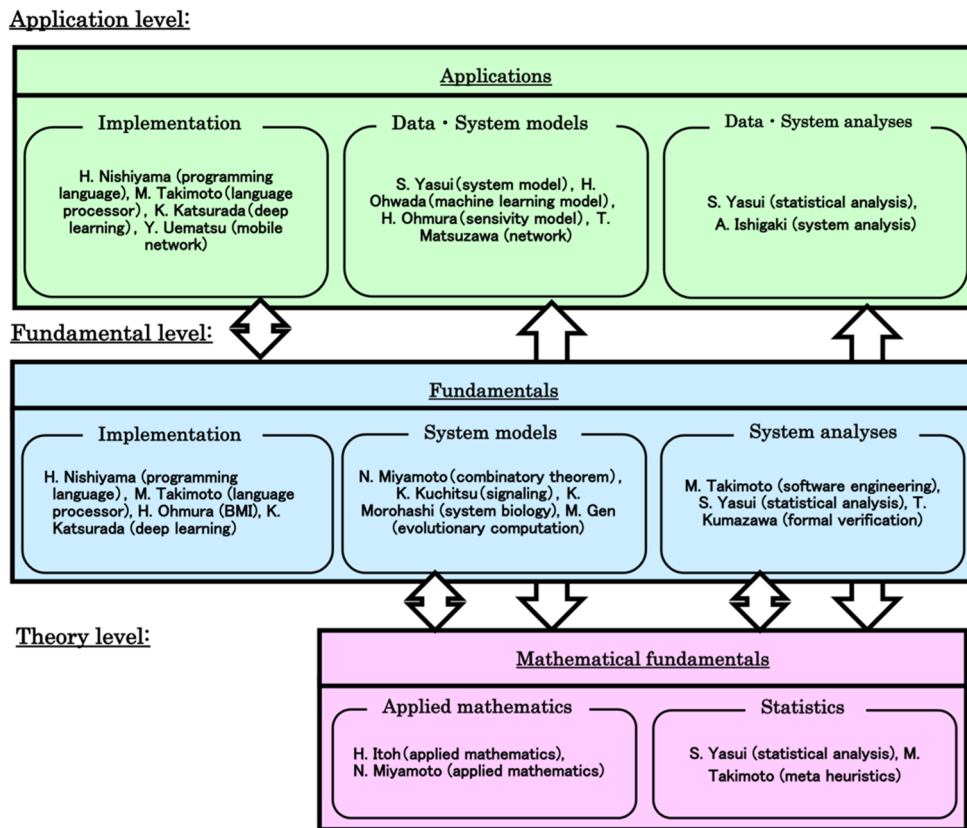 Application level:
Applications
Implementation
H. Nishiyama (programming
language), M. Takimoto (language
processor), K. Katsurada (deep
learning), Y. Uematsu (mobile
network)
Data・System models
S. Yasui (system model), H.
Ohwada (machine learning model),
H. Ohmura (sensivity model), T.
Matsuzawa (network)
Data・System analyses
S. Yasui (statistical analysis),
A. Ishigaki (system analysis)
Fundamental level:
Fundamentals
Implementation
H. Nishiyama (programming
language), M. Takimoto (language
processor), H. Ohmura (BMI), K.
Katsurada (deep learning)
System models
N. Miyamoto (combinatory theorem),
K. Kuchitsu (signaling), K.
Morohashi (system biology), M. Gen
(evolutionary computation)
System analyses
M. Takimoto (software engineering),
S. Yasui (statistical analysis), T.
Kumazawa (formal verification)
Theory level:
Mathematical fundamentals
Applied mathematics
H. Itoh (applied mathematics),
N. Miyamoto (applied mathematics)
Statistics
S. Yasui (statistical analysis), M.
Takimoto (meta heuristics)